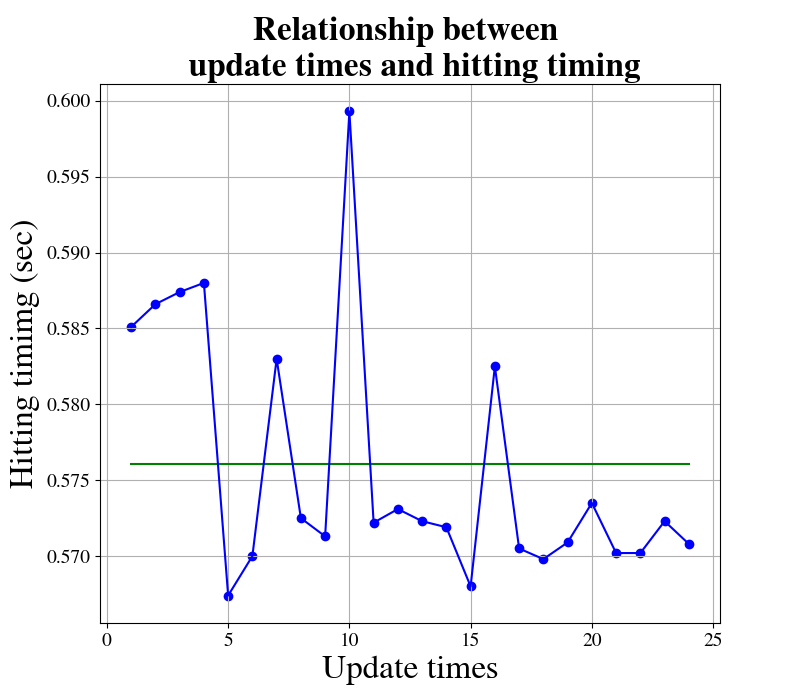 Relationship between
update times and hitting timing
Hitting timimg (sec)
0.600
0.595
0.590
0.585
0.580
0.575
0.570
0 5 10 15 20 25
Update times